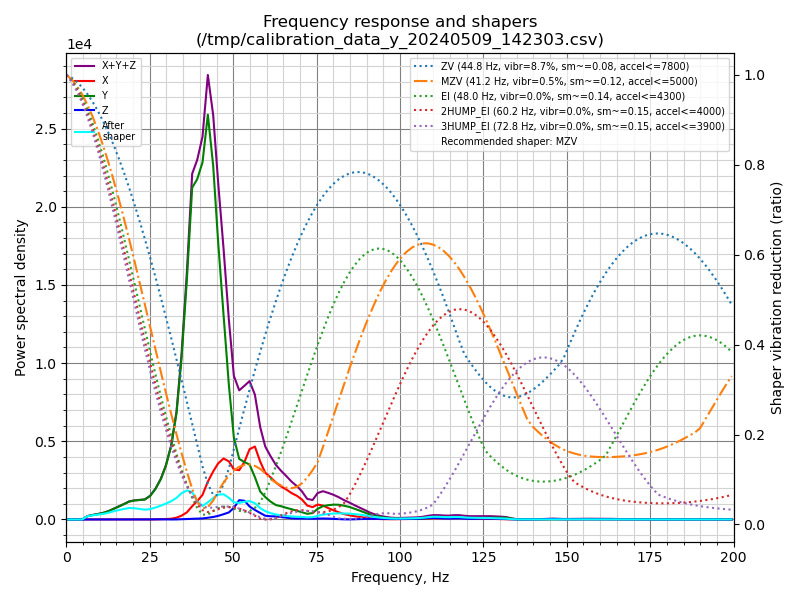 Frequency response and shapers
(/tmp/calibration_data_y_20240509_142303.csv)
1e4
X+Y+Z
X
Y
Z
After
shaper
ZV (44.8 Hz, vibr=8.7%, sm~=0.08, accel<=7800)
MZV (41.2 Hz, vibr=0.5%, sm~=0.12, accel<=5000)
EI (48.0 Hz, vibr=0.0%, sm~=0.14, accel<=4300)
2HUMP_EI (60.2 Hz, vibr=0.0%, sm~=0.15, accel<=4000)
3HUMP_EI (72.8 Hz, vibr=0.0%, sm~=0.15, accel<=3900)
Recommended shaper: MZV
Power spectral density
2.5
2.0
1.5
1.0
0.5
0.0
1.0
0.8
0.6
0.4
0.2
0.0
Shaper vibration reduction (ratio)
0 25 50 75 100 125 150 175 200
Frequency, Hz